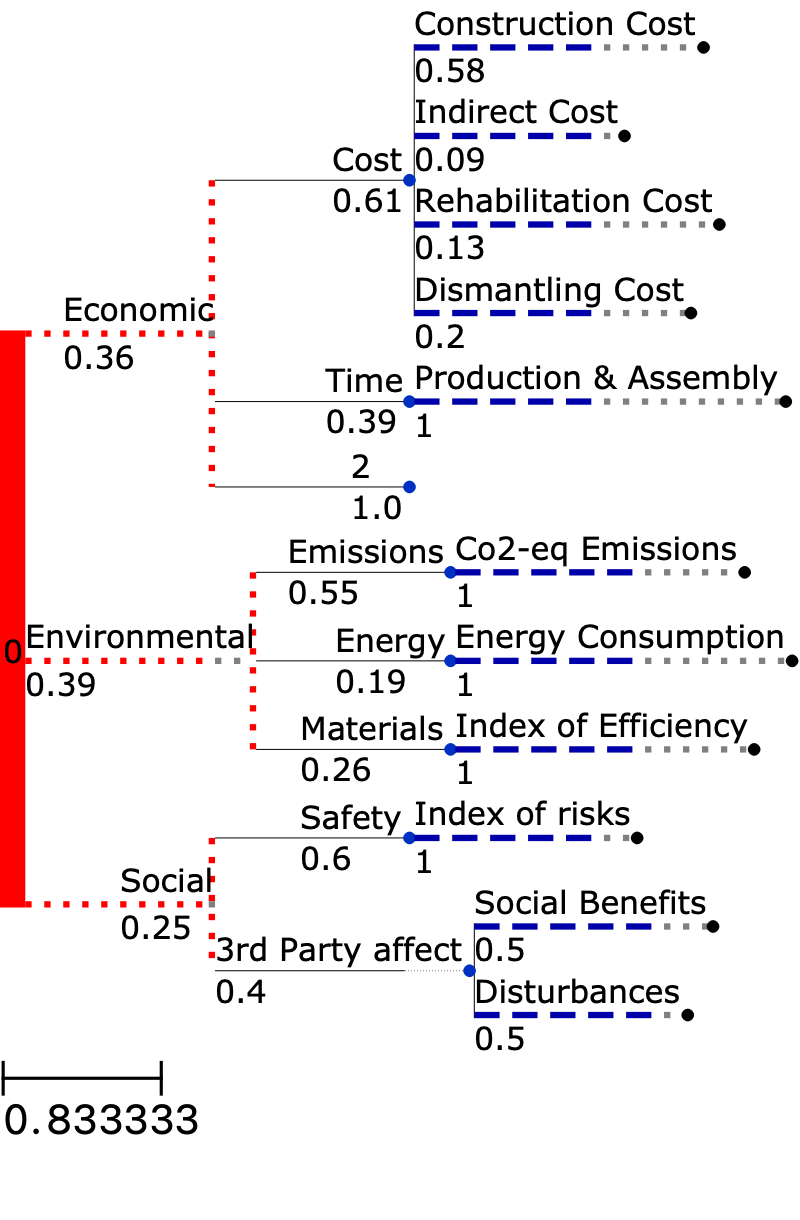 Construction Cost
0.58
Indirect Cost
0.09
Cost
0.61
Rehabilitation Cost
0.13
Dismantling Cost
0.2
Economic
0.36
Time
0.39
Production & Assembly
1
2
1.0
Emissions
0.55
Co2-eq Emissions
1
0
Environmental
0.39
Energy
0.19
Energy Consumption
1
Materials
0.26
Index of Efficiency
1
Safety
0.6
Index of risks
1
Social
0.25
Social Benefits
0.5
3rd Party affect
0.4
Disturbances
0.5
0.833333